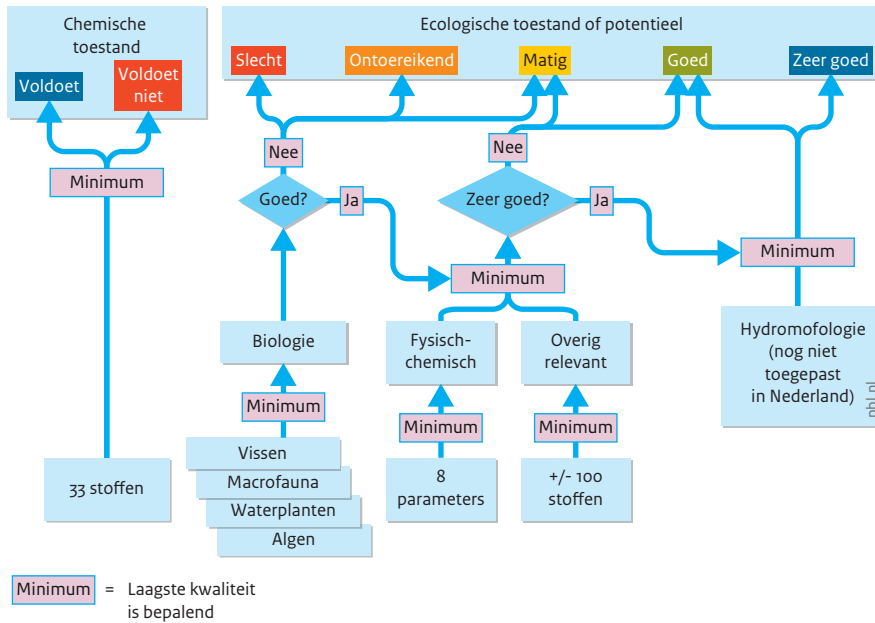 Chemische
toestand
Voldoet
Voldoet
niet
Minimum
33 stoffen
Ecologische toestand of potentieel
Slecht
Ontoereikend
Matig
Goed
Zeer goed
Nee
Nee
Goed?
Ja
Zeer goed?
Ja
Minimum
Minimum
Biologie
Fysisch-
chemisch
Overig
relevant
Hydromofologie
(nog niet
toegepast
in Nederland)
pbl.nl
Minimum
Minimum
Minimum
Vissen
Macrofauna
Waterplanten
Algen
8
parameters
+/- 100
stoffen
Minimum = Laagste kwaliteit
is bepalend